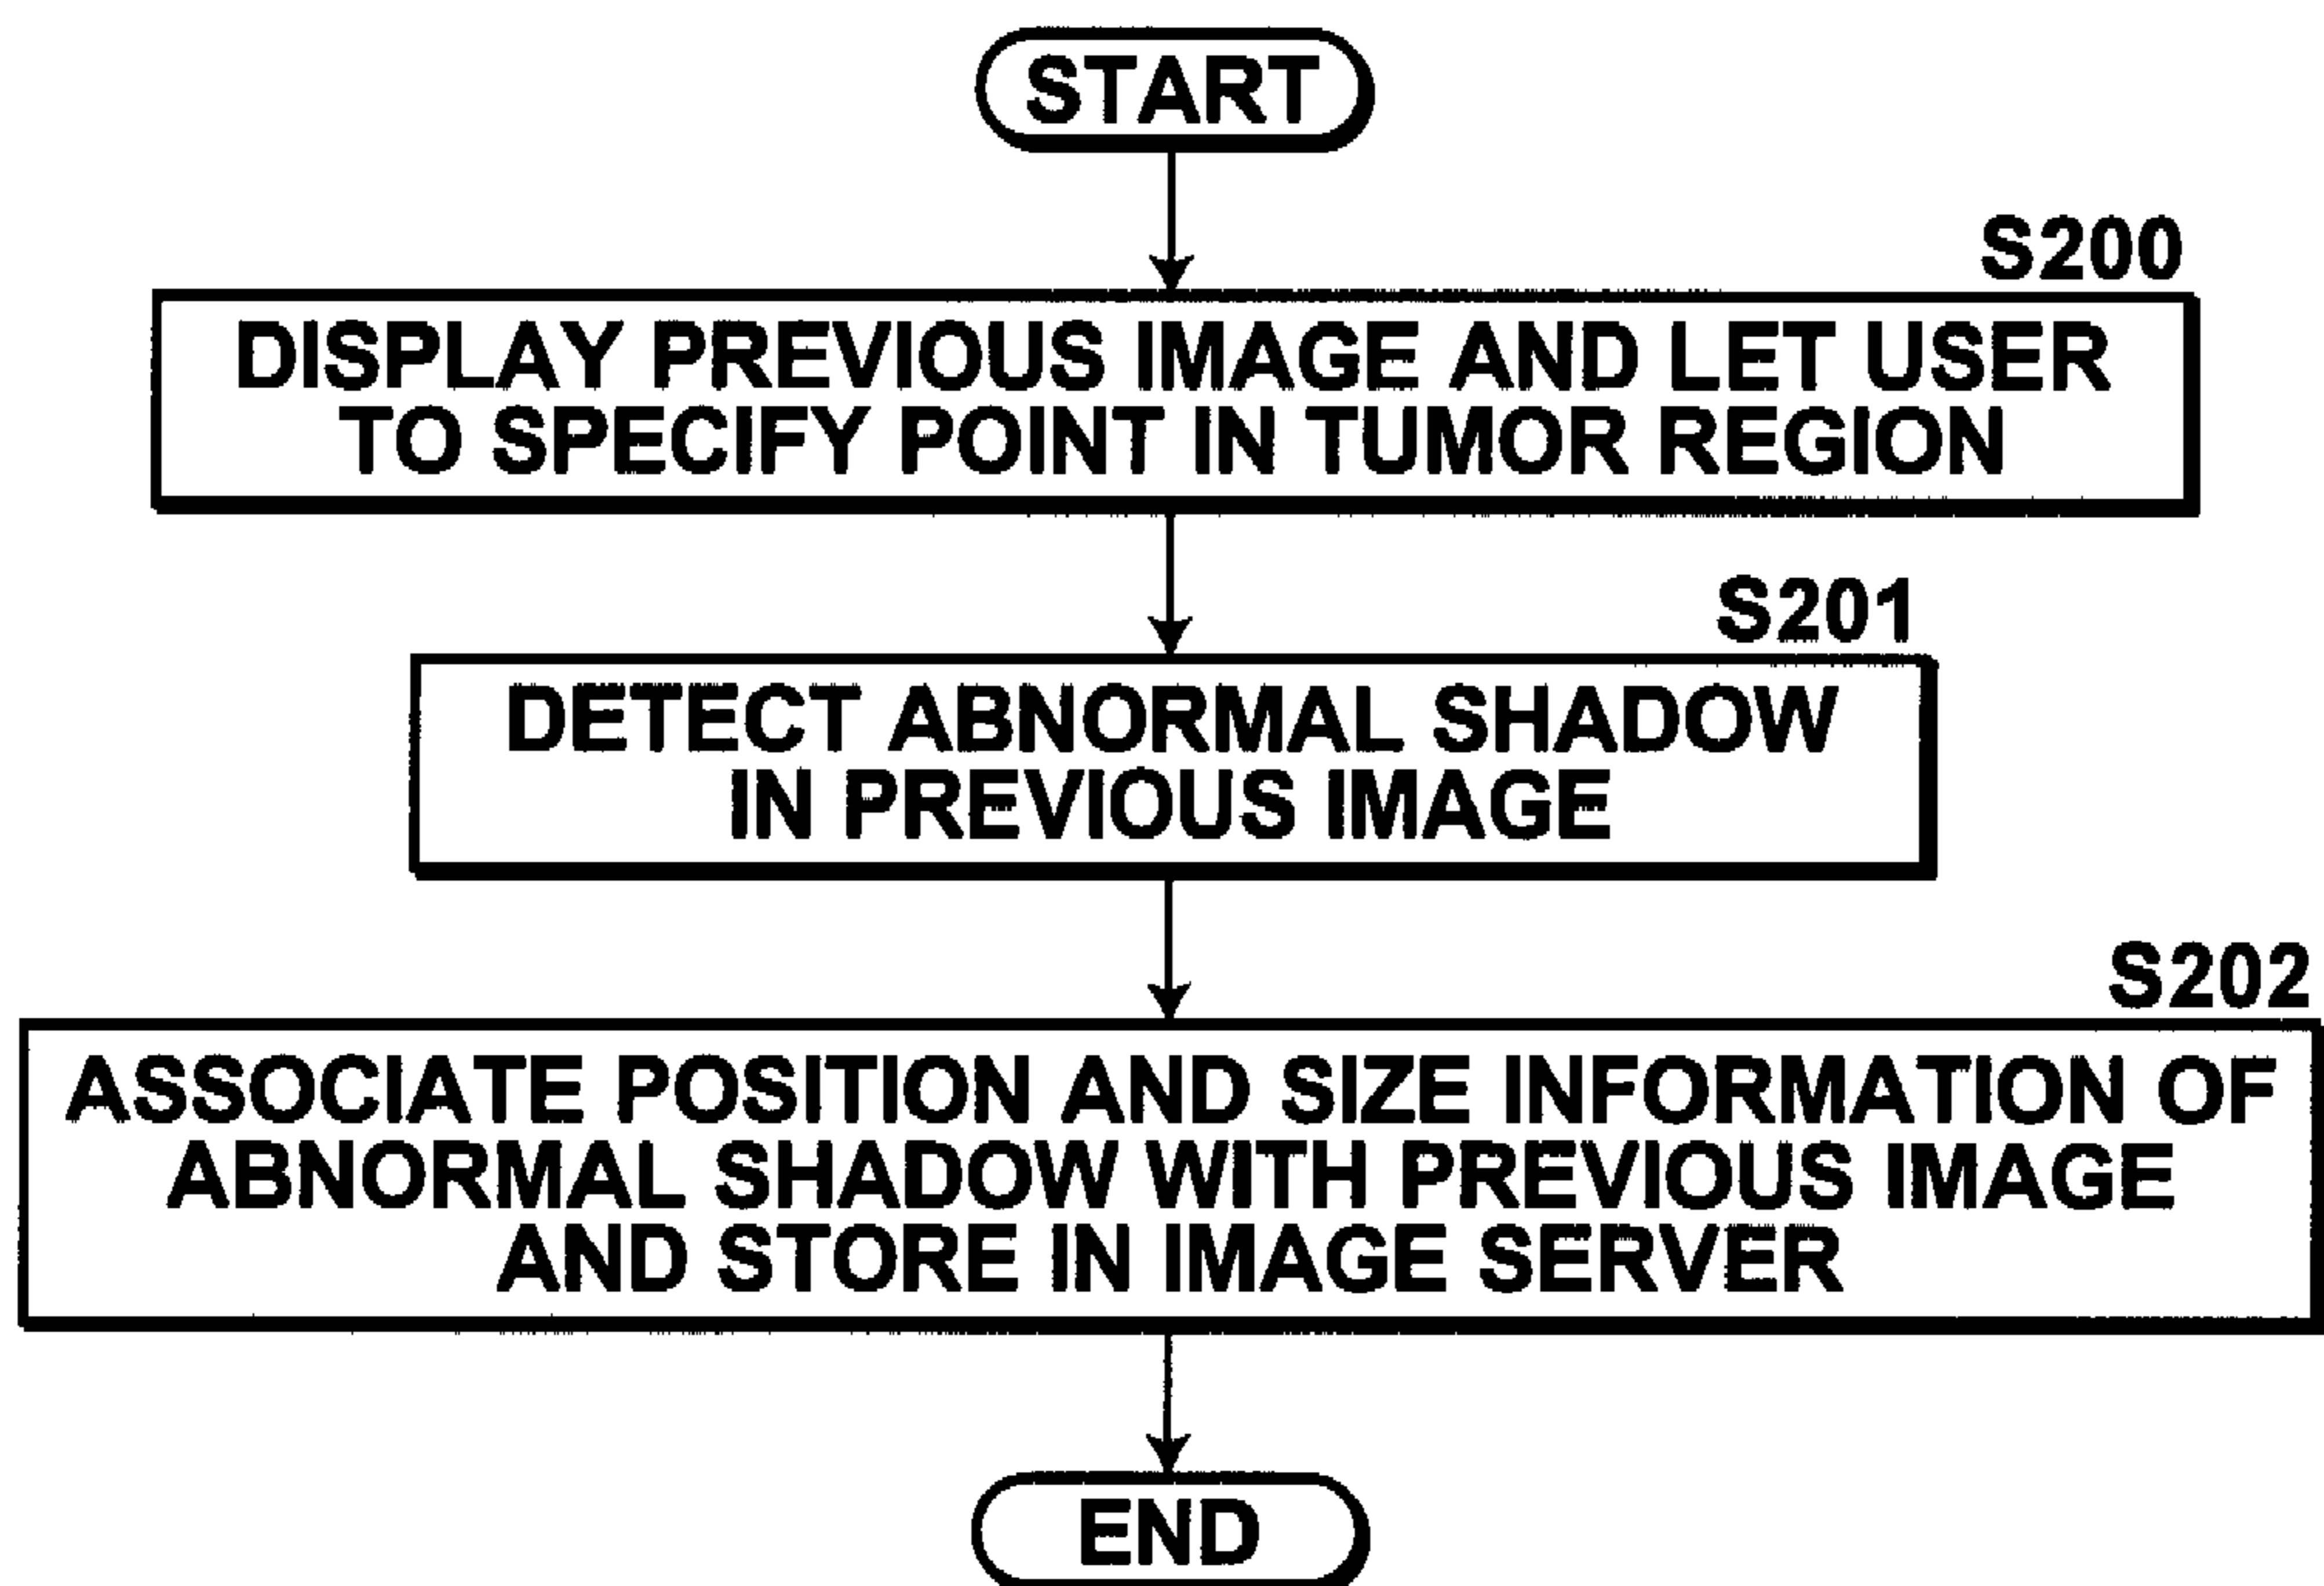 START
S200
DISPLAY PREVIOUS IMAGE AND LET USER
TO SPECIFY POINT IN TUMOR REGION
S201
DETECT ABNORMAL SHADOW
IN PREVIOUS IMAGE
S202
ASSOCIATE POSITION AND SIZE INFORMATION OF
ABNORMAL SHADOW WITH PREVIOUS IMAGE
AND STORE IN IMAGE SERVER
END